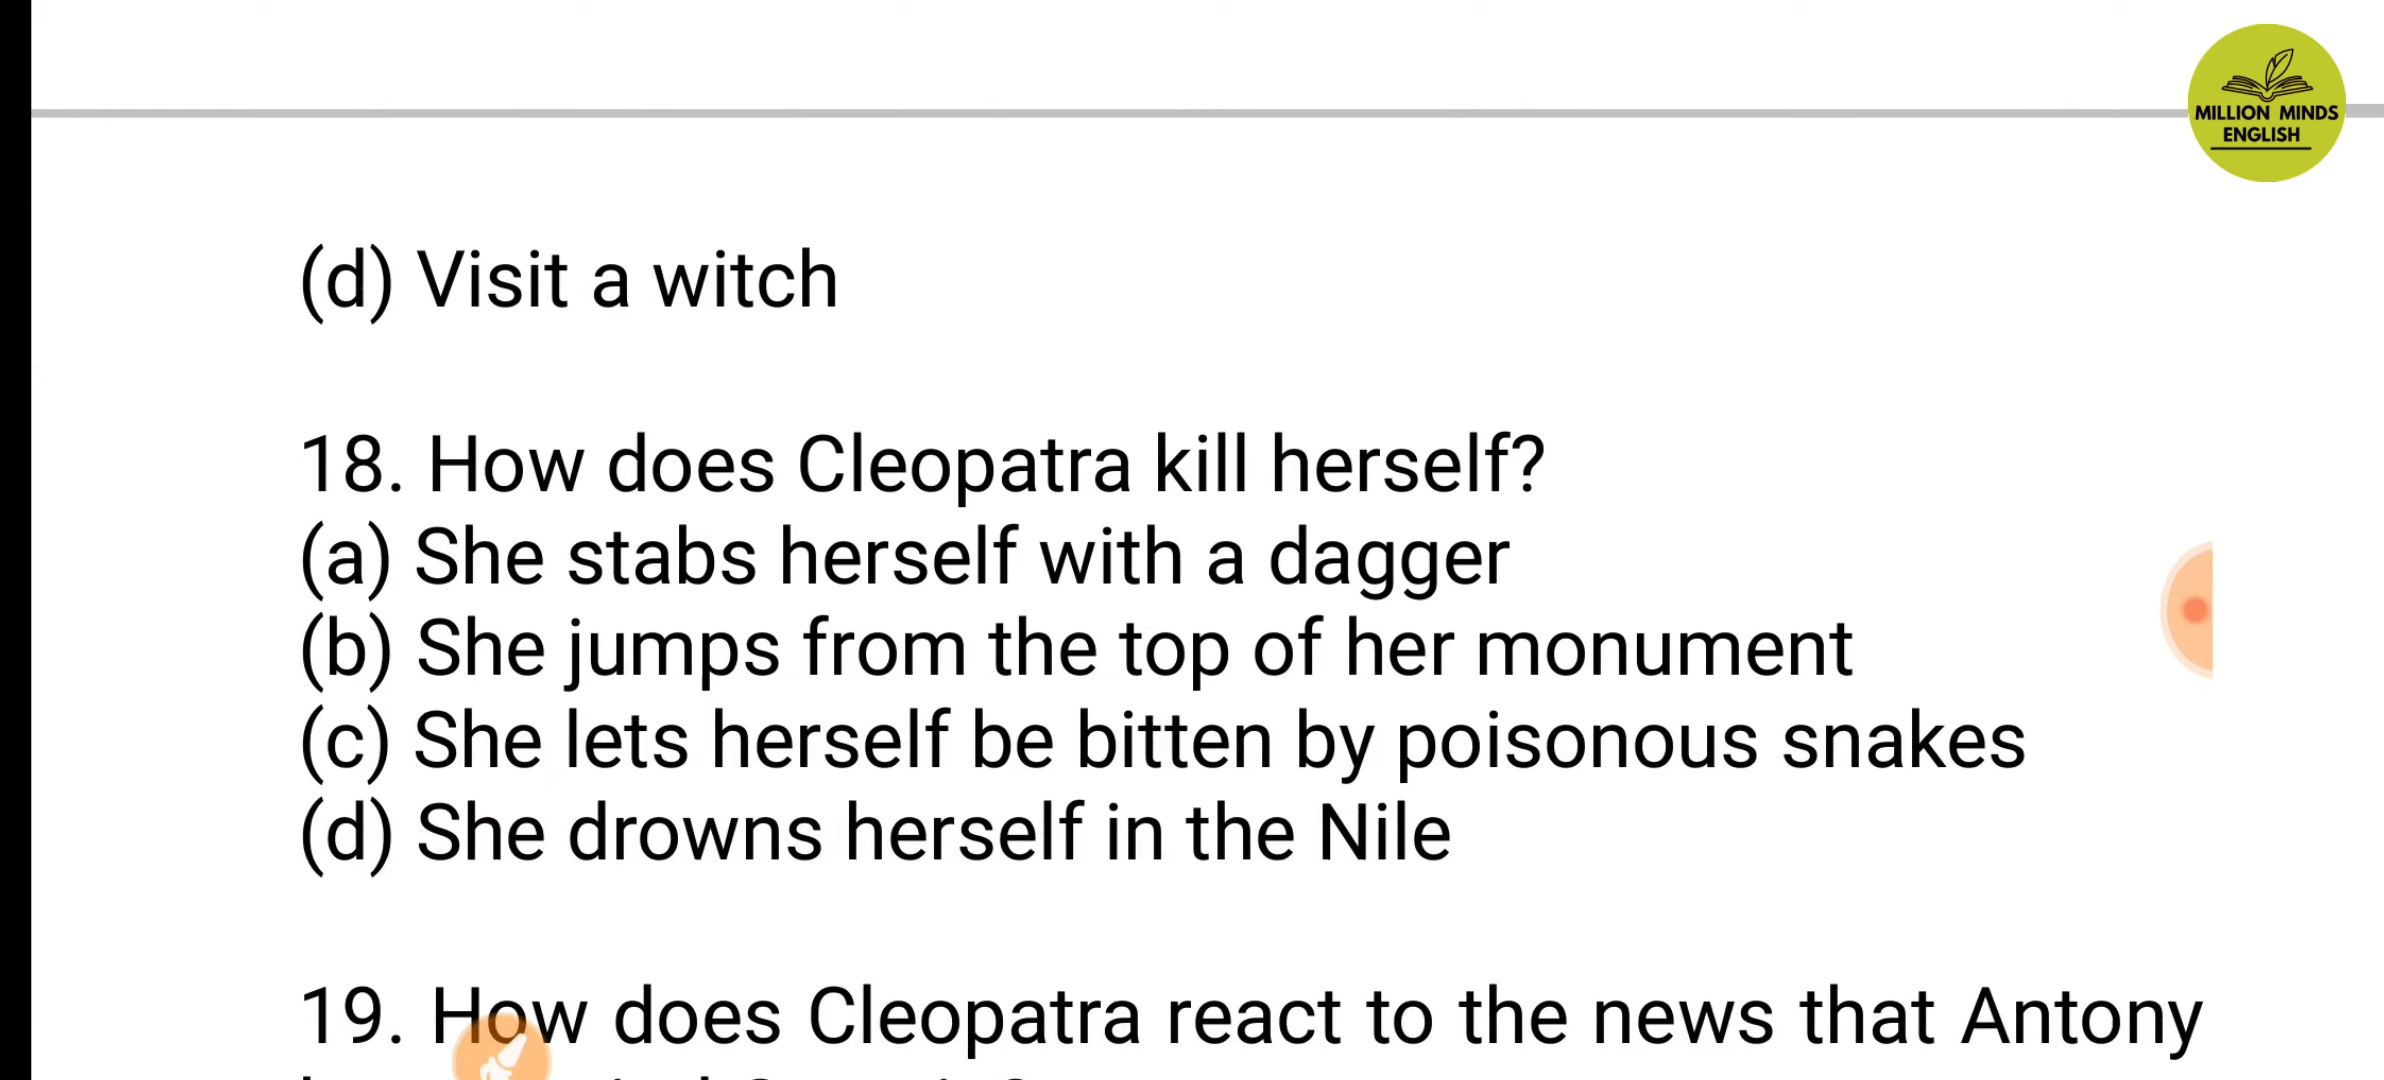 MILLION MINDS
ENGLISH
(d) Visit a witch
18. How does Cleopatra kill herself?
(a) She stabs herself with a dagger
(b) She jumps from the top of her monument
(c) She lets herself be bitten by poisonous snakes
(d) She drowns herself in the Nile
19. How does Cleopatra react to the news that Antony